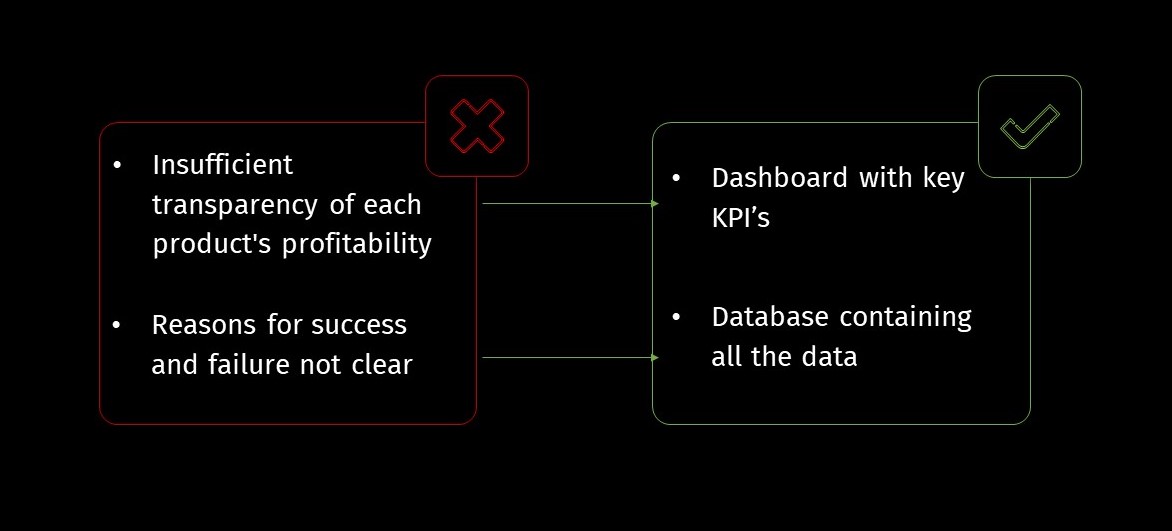 • Insufficient
transparency of each
product's profitability
• Reasons for success
and failure not clear
• Dashboard with key
KPI’s
• Database containing
all the data